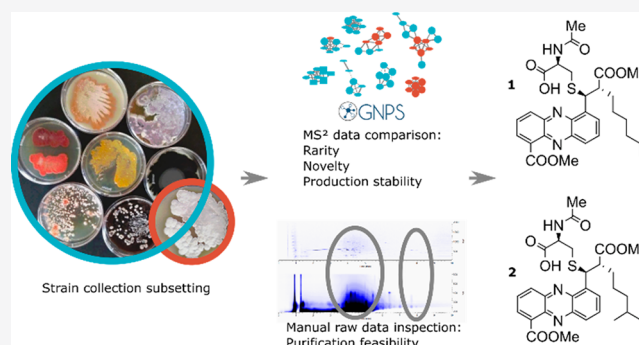 Strain collection subsetting
GNPS
MS² data comparison:
Rarity
Novelty
Production stability
Manual raw data inspection:
Purification feasibility
1
Me
HN
O
O
COOM
OH
S
N
N
COOMe
2
Me
HN
O
O
COOM
OH
S
N
N
COOMe